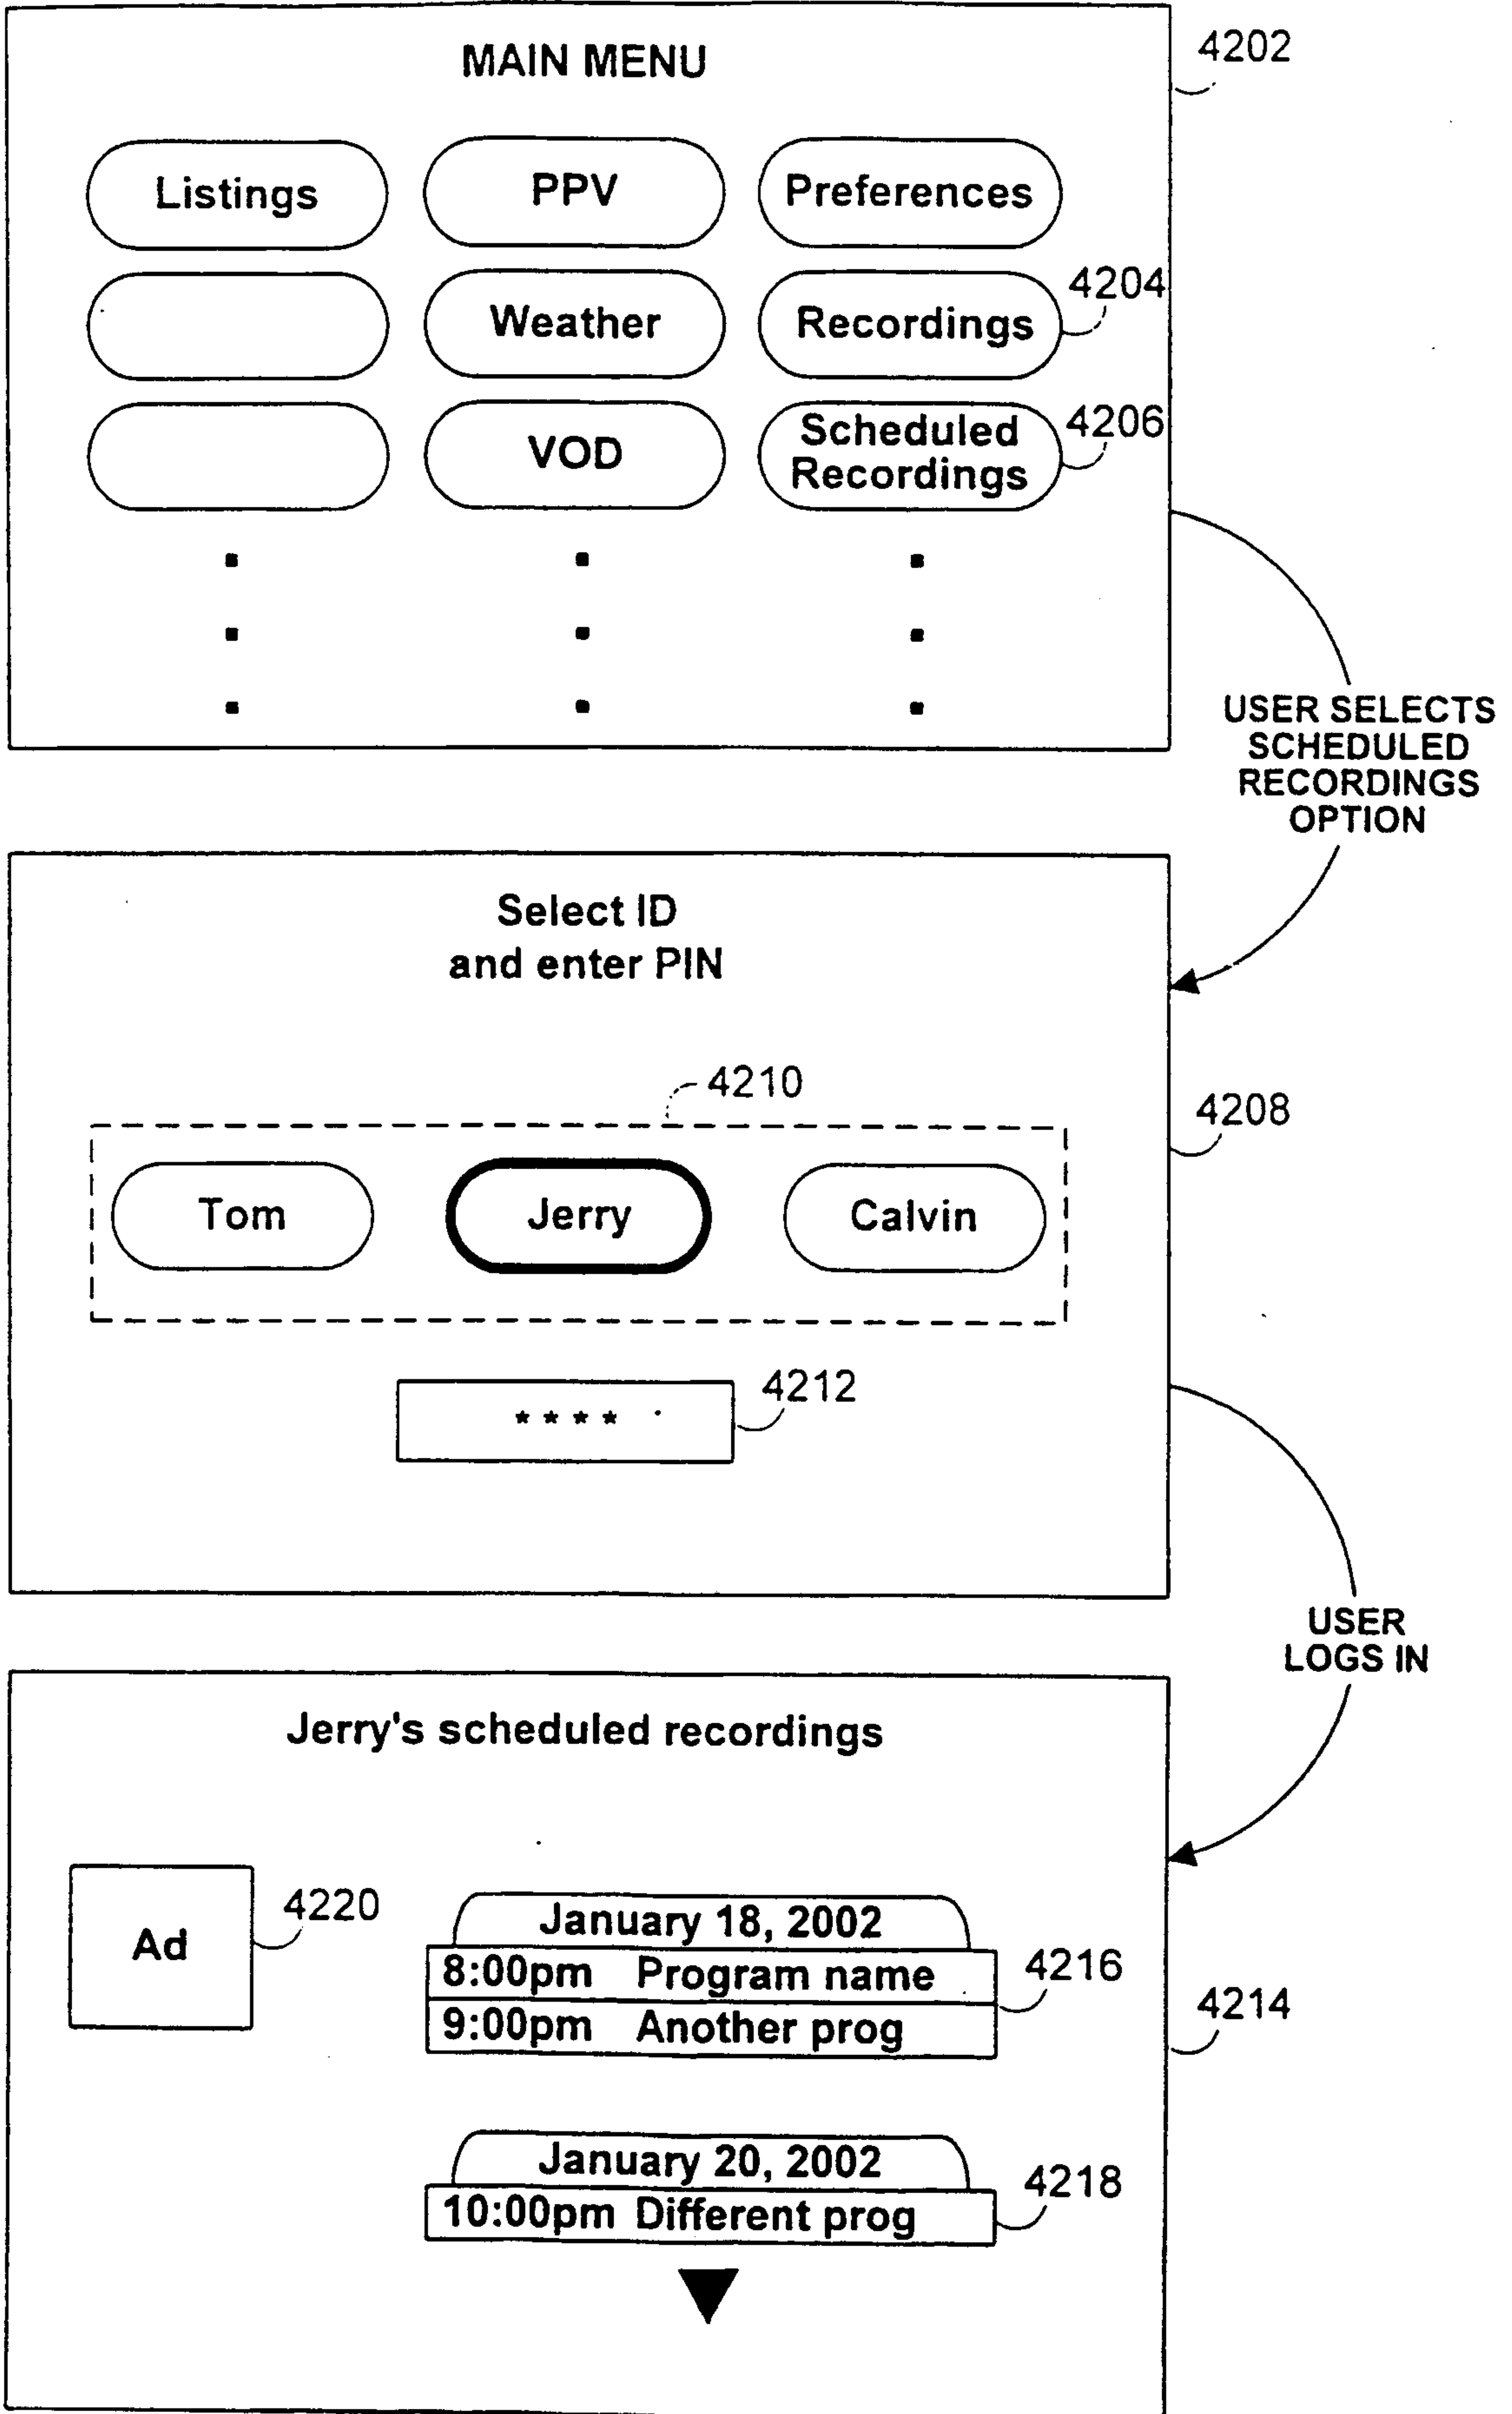 MAIN MENU
4202
Listings
PPV
Preferences
Weather
Recordings
4204
VOD
Scheduled
Recordings
4206
USER SELECTS
SCHEDULED
RECORDINGS
OPTION
Select ID
and enter PIN
4210
4208
Tom
Jerry
Calvin
4212
* * * *
USER
LOGS IN
Jerry's scheduled recordings
Ad
4220
January 18, 2002
8:00pm Program name
9:00pm Another prog
4216
4214
January 20, 2002
10:00pm Different prog
4218